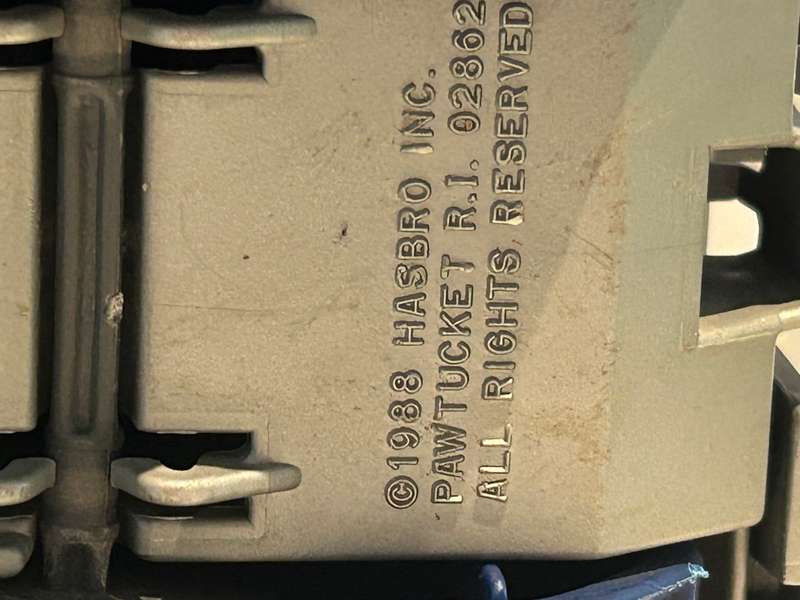 ©1988 HASBRO INC.
PAWTUCKET R.I. 02862
ALL RIGHTS RESERVED